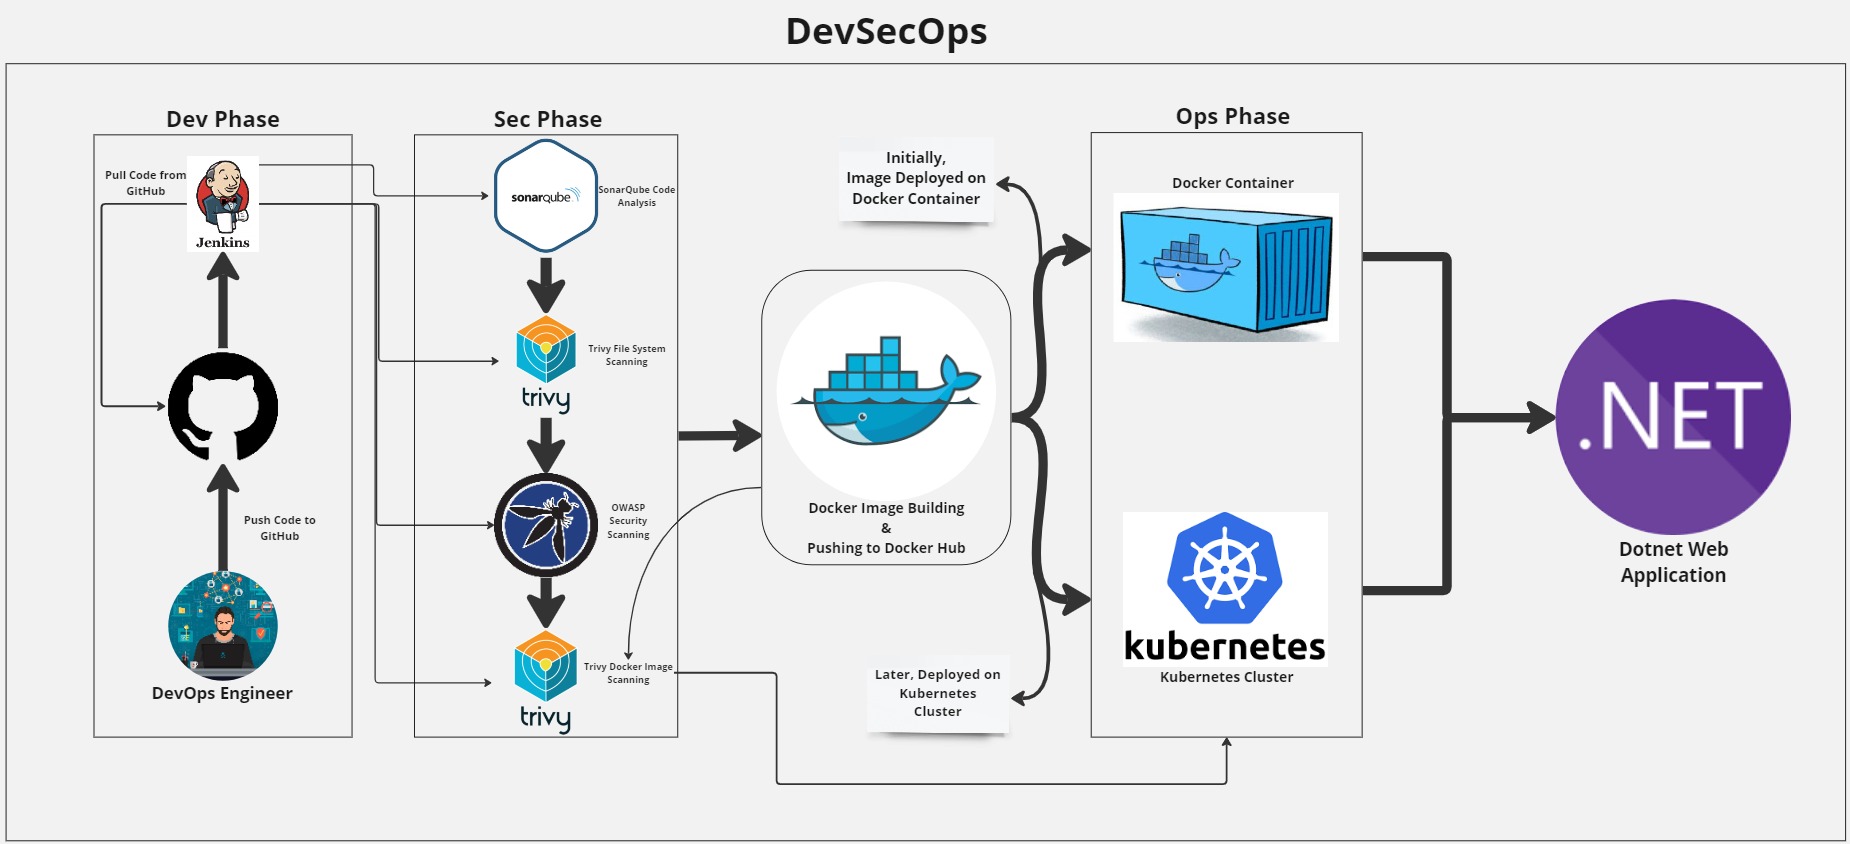 DevSecOps
Dev Phase
Pull Code from
GitHub
Jenkins
Push Code to
GitHub
DevOps Engineer
Sec Phase
sonarqube
SonarQube Code
Analysis
Trivy File System
Scanning
trivy
OWASP
Security
Scanning
Trivy Docker Image
Scanning
trivy
Docker Image Building
&
Pushing to Docker Hub
Initially,
Image Deployed on
Docker Container
Later, Deployed on
Kubernetes
Cluster
Ops Phase
Docker Container
kubernetes
Kubernetes Cluster
.NET
Dotnet Web
Application